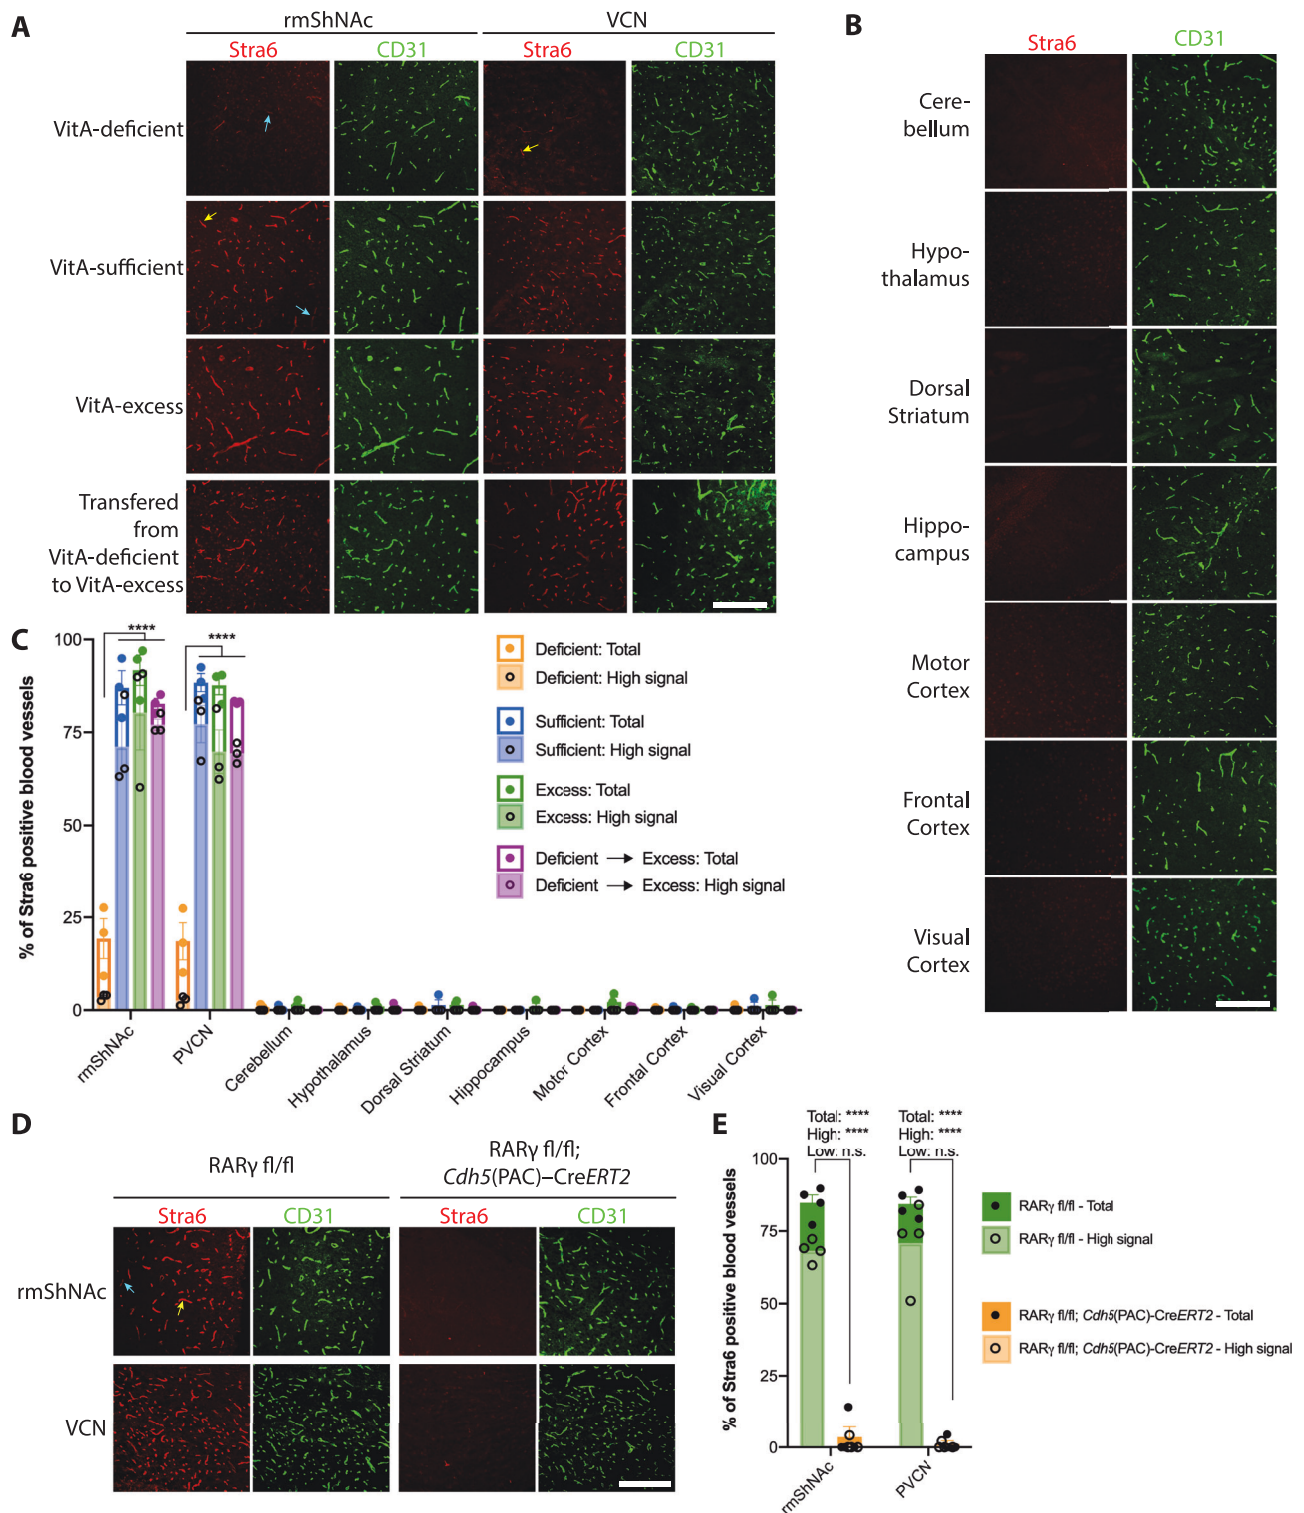 A
rmShNAc
VCN
Stra6
CD31
Stra6
CD31
VitA-deficient
VitA-sufficient
VitA-excess
Transfered
from
VitA-deficient
to VitA-excess
B
Stra6
CD31
Cere-
bellum
Hypo-
thalamus
Dorsal
Striatum
Hippo-
campus
Motor
Cortex
Frontal
Cortex
Visual
Cortex
C
% of Stra6 positive blood vessels
100
75
50
25
0
****
****
Deficient: Total
Deficient: High signal
Sufficient: Total
Sufficient: High signal
Excess: Total
Excess: High signal
Deficient → Excess: Total
Deficient → Excess: High signal
rmShNAc
PVCN
Cerebellum
Hypothalamus
Dorsal Striatum
Hippocampus
Motor Cortex
Frontal Cortex
Visual Cortex
D
RARγ fl/fl
RARγ fl/fl;
Cdh5(PAC)–CreERT2
Stra6
CD31
Stra6
CD31
rmShNAc
VCN
E
Total: ****
High: ****
Low: n.s.
Total: ****
High: ****
Low: n.s.
% of Stra6 positive blood vessels
100
75
50
25
0
rmShNAc
PVCN
RARγ fl/fl - Total
RARγ fl/fl - High signal
RARγ fl/fl; Cdh5(PAC)-CreERT2 - Total
RARγ fl/fl; Cdh5(PAC)-CreERT2 - High signal